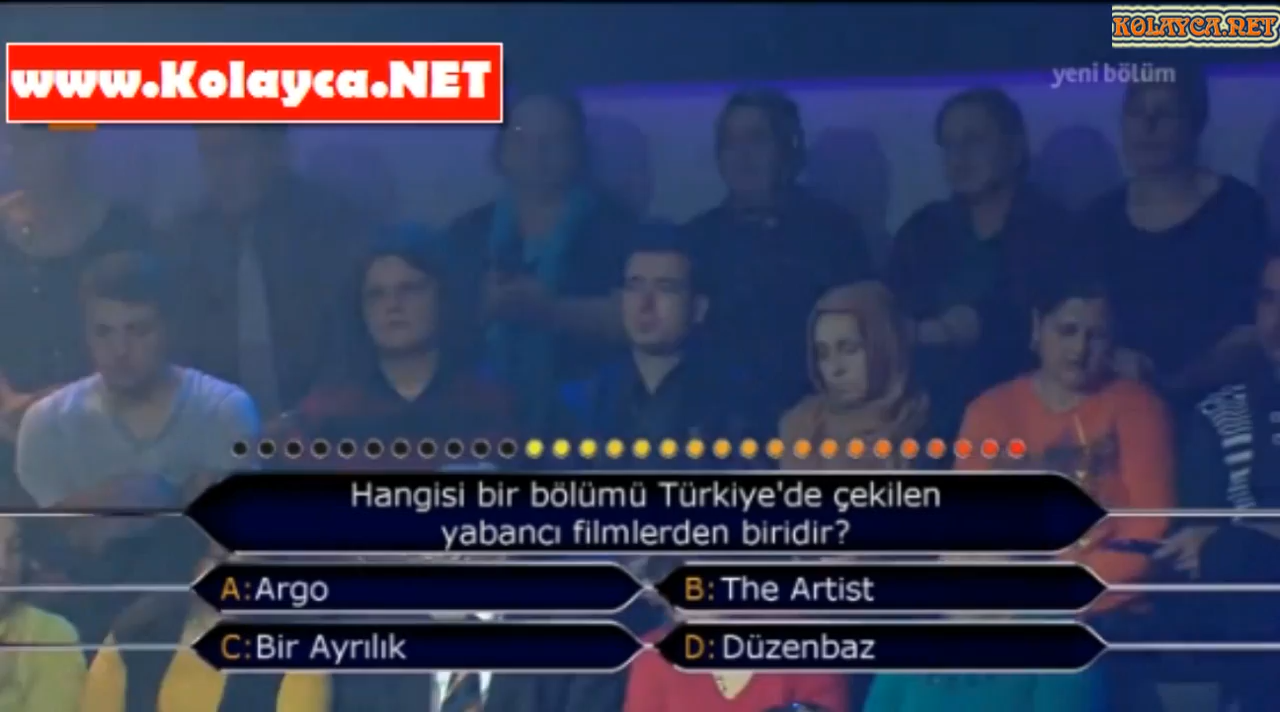 KOLAYCA.NET
www.Kolayca.NET
yeni bölüm
Hangisi bir bölümü Türkiye'de çekilen
yabancı filmlerden biridir?
A: Argo
B: The Artist
C: Bir Ayrılık
D: Düzenbaz